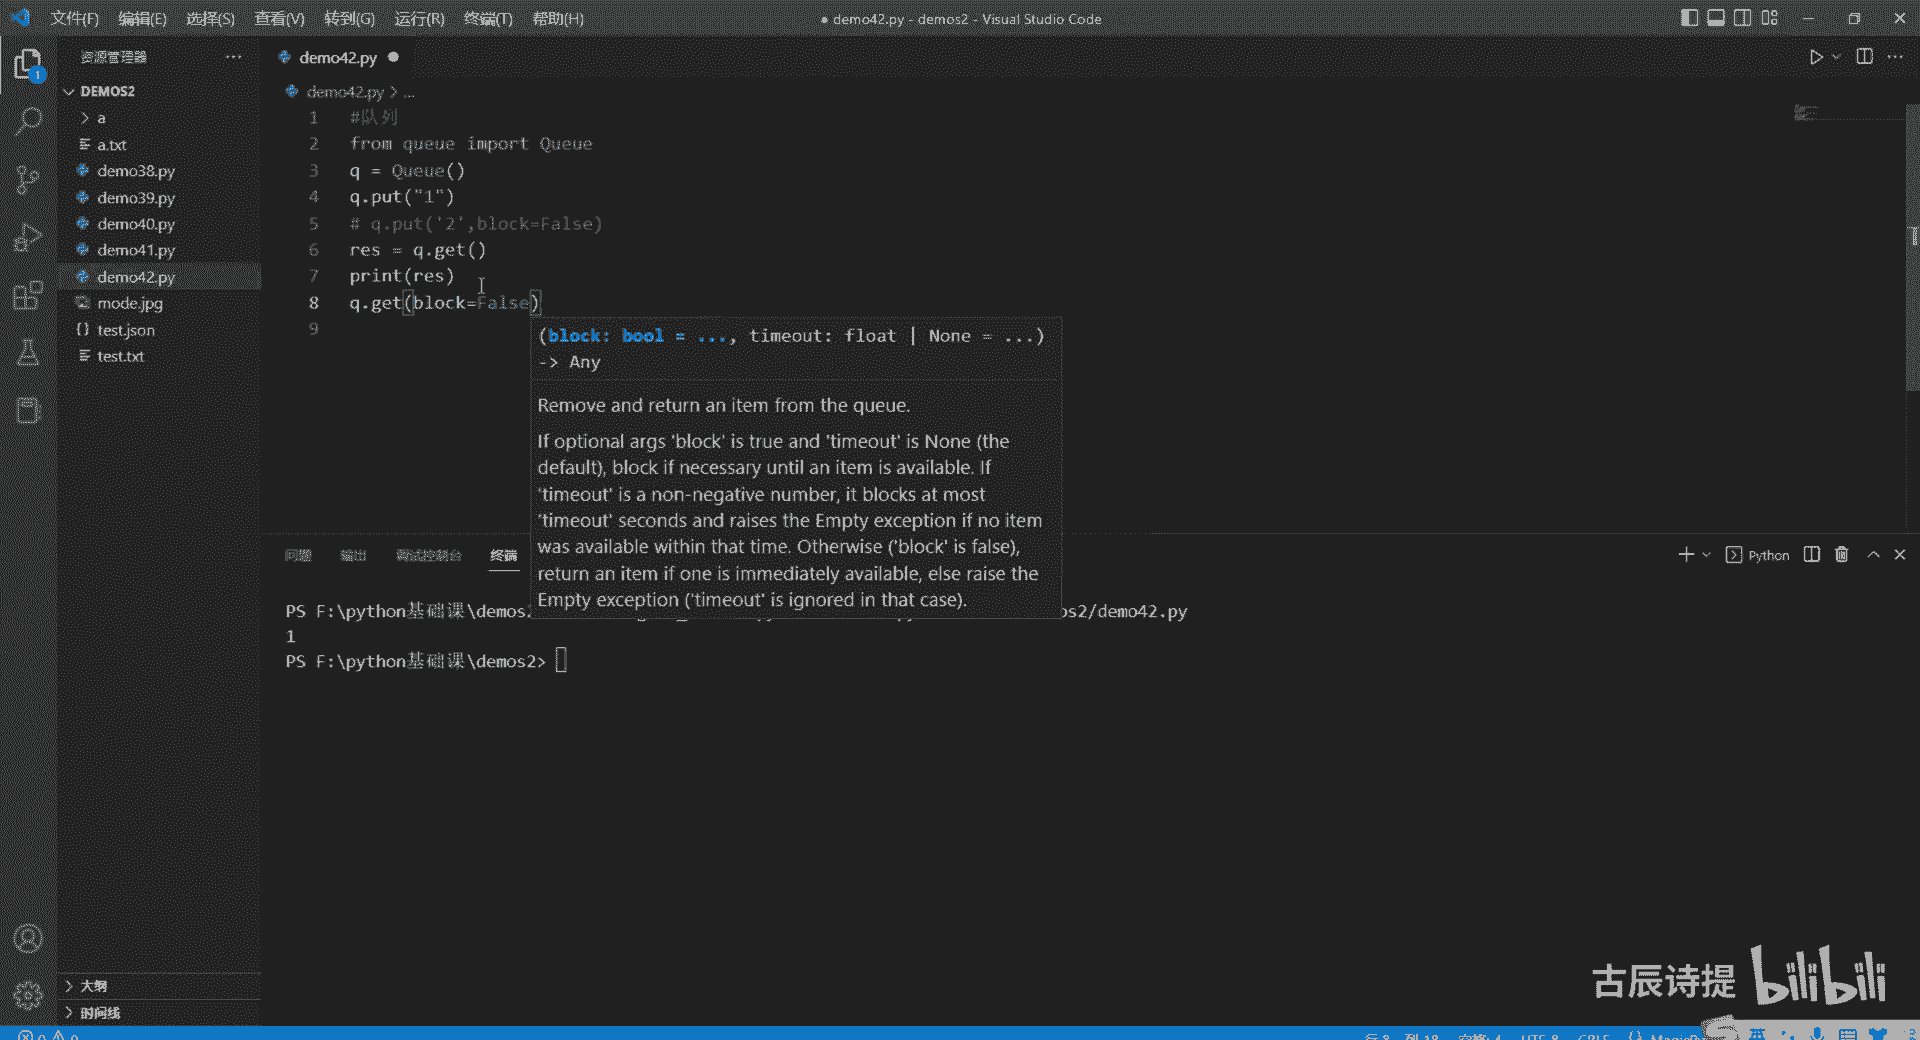 文件(F) 编辑(E) 选择(S) 查看(V) 转到(G) 运行(R) 终端(T) 帮助(H) ● demo42.py - demos2 - Visual Studio Code
资源管理器
demo42.py
1
DEMOS2
demo42.py > ...
a
a.txt
demo38.py
demo39.py
demo40.py
demo41.py
demo42.py
mode.jpg
{} test.json
test.txt
1 #队列
2 from queue import Queue
3 q = Queue()
4 q.put("1")
5 # q.put('2',block=False)
6 res = q.get()
7 print(res)
8 q.get(block=False)
9
(block: bool = ..., timeout: float | None = ...)
-> Any
Remove and return an item from the queue.
If optional args 'block' is true and 'timeout' is None (the
default), block if necessary until an item is available. If
'timeout' is a non-negative number, it blocks at most
'timeout' seconds and raises the Empty exception if no item
was available within that time. Otherwise ('block' is false),
return an item if one is immediately available, else raise the
Empty exception ('timeout' is ignored in that case).
问题 输出 调试控制台 终端 Python
PS F:\python基础课\demos2 os2/demo42.py
1
PS F:\python基础课\demos2>
大纲
时间线
古辰诗提 bilibili
英